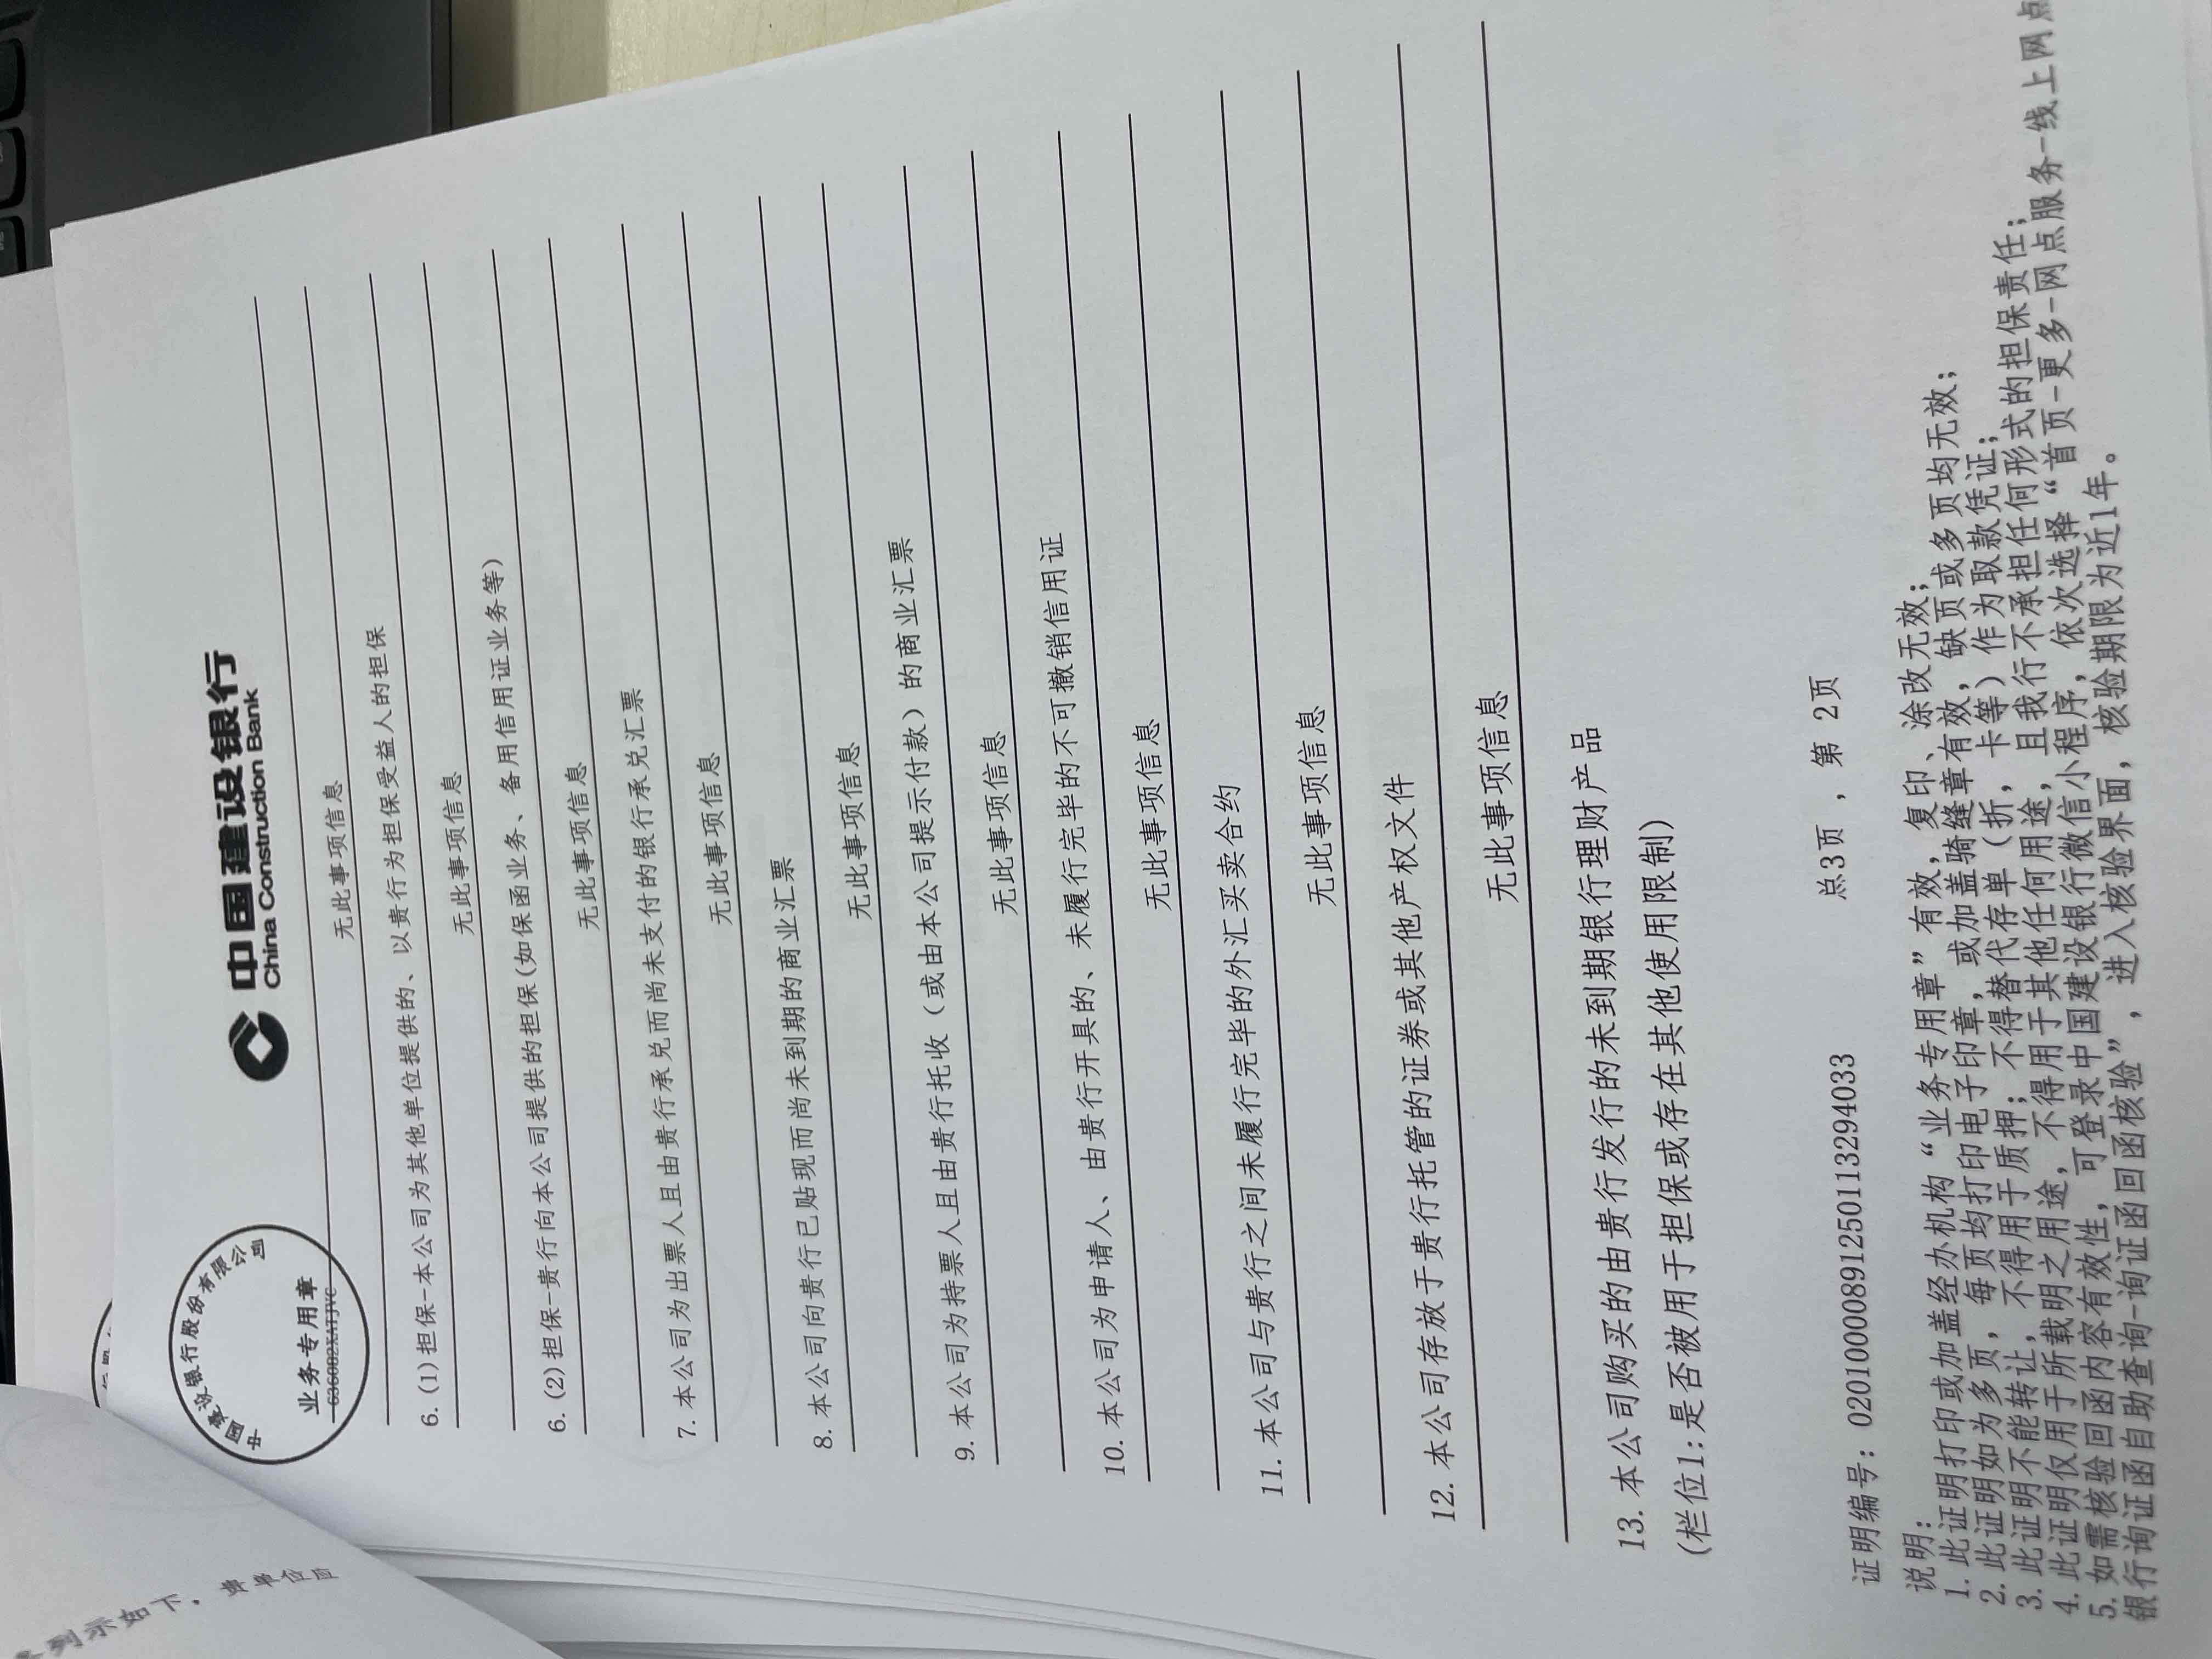 列示如下。贵单位应
中国建设银行股份有限公司
业务专用章
6360B2XATJVC
中国建设银行
China Construction Bank
无此事项信息
6.(1)担保-本公司为其他单位提供的、以贵行为担保受益人的担保
无此事项信息
6.(2)担保-贵行向本公司提供的担保(如保函业务、备用信用证业务等)
无此事项信息
7.本公司为出票人且由贵行承兑而尚未支付的银行承兑汇票
无此事项信息
8.本公司向贵行已贴现而尚未到期的商业汇票
无此事项信息
9.本公司为持票人且由贵行托收（或由本公司提示付款）的商业汇票
无此事项信息
10.本公司为申请人、由贵行开具的、未履行完毕的不可撤销信用证
无此事项信息
11.本公司与贵行之间未履行完毕的外汇买卖合约
无此事项信息
12.本公司存放于贵行托管的证券或其他产权文件
无此事项信息
13.本公司购买的由贵行发行的未到期银行理财产品
(栏位1:是否被用于担保或存在其他使用限制)
证明编号：02010000891250113294033 总3页 ，第 2页
说明：
1.此证明打印或加盖经办机构“业务专用章”有效，复印、涂改无效；
2.此证明如为多页，每页均打印电子印章，或加盖骑缝章有效，缺页或多页均无效；
3.此证明不能转让，不得用于质押；不得替代存单（折，卡等）作为取款凭证；
4.此证明仅用于所载明之用途，不得用于其他任何用途，且我行不承担任何形式的担保责任；
5.如需核验回函内容有效性，可登录中国建设银行微信小程序，依次选择“首页-更多-网点服务-线上网点
银行询证函自助查询-询证函回函核验”，进入核验界面，核验期限为近1年。